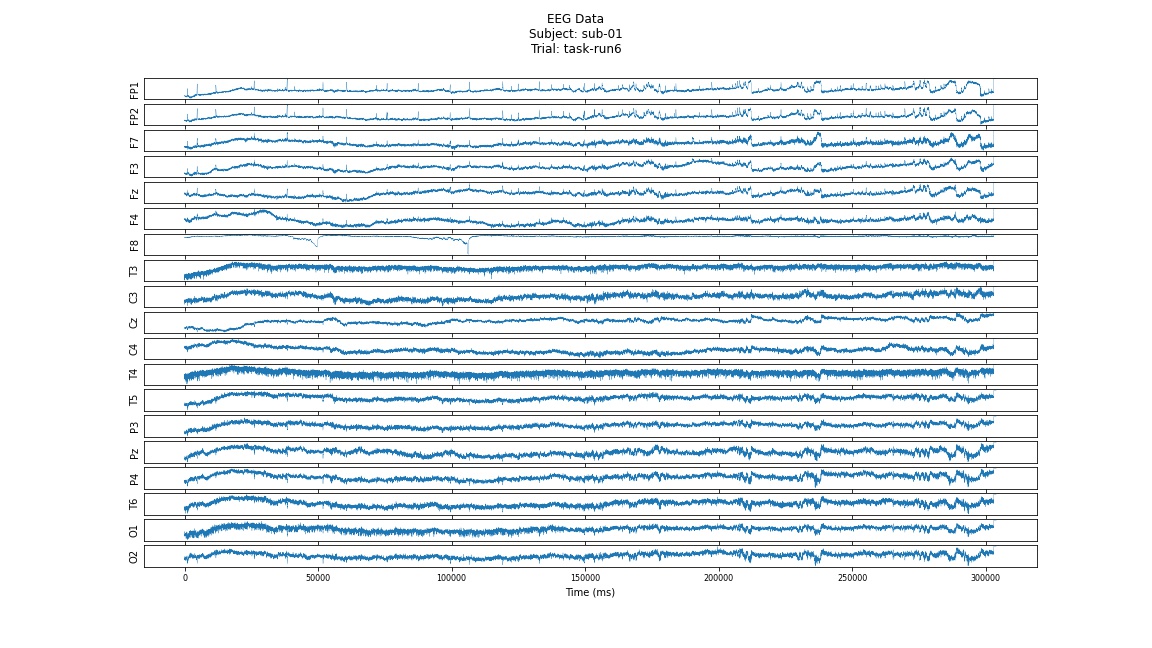 EEG Data
Subject: sub-01
Trial: task-run6
FP1
FP2
F7
F3
Fz
F4
F8
T3
C3
Cz
C4
T4
T5
P3
Pz
P4
T6
O1
O2
0 50000 100000 150000 200000 250000 300000
Time (ms)